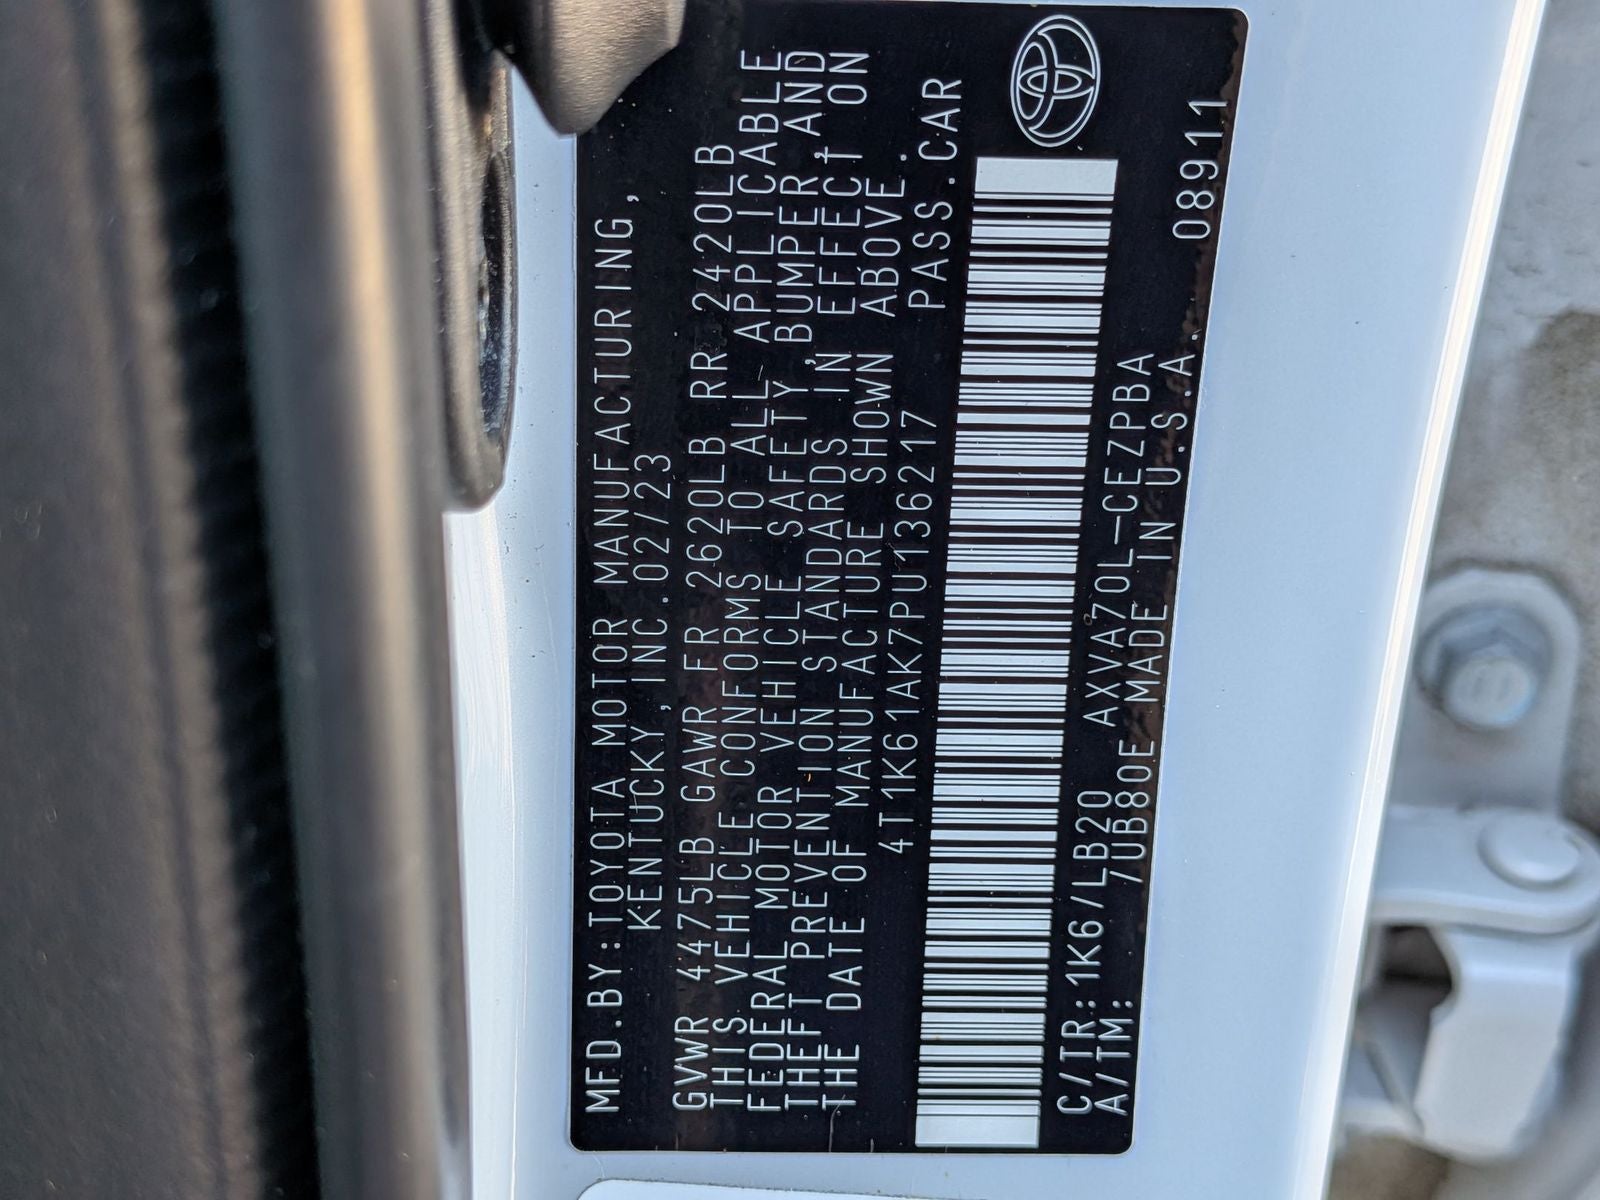 MFD.BY:TOYOTA MOTOR MANUFACTURING,
KENTUCKY,INC.02/23
GVWR 4475LB GAWR FR 2620LB RR 2420LB
THIS VEHICLE CONFORMS TO ALL APPLICABLE
FEDERAL MOTOR VEHICLE SAFETY,BUMPER,AND
THEFT PREVENTION STANDARDS IN EFFECT ON
THE DATE OF MANUFACTURE SHOWN ABOVE.
4T1K61AK7PU136217 PASS.CAR
C/TR:1K6/LB20 AXVA70L-CEZPBA
A/TM: /UB80E MADE IN U.S.A. 08911